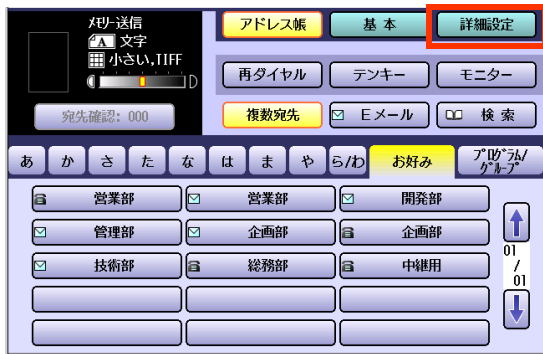 ﾒﾓﾘｰ送信
A 文字
小さい,TIFF
D
宛先確認: 000
アドレス帳 基本 詳細設定
再ダイヤル テンキー モニター
複数宛先 Eメール 検索
あ か さ た な は ま や ら/わ お好み ﾌﾟﾛｸﾞﾗﾑ/
ｸﾞﾙｰﾌﾟ
営業部 営業部 開発部
管理部 企画部 企画部
技術部 総務部 中継用
01
/
01